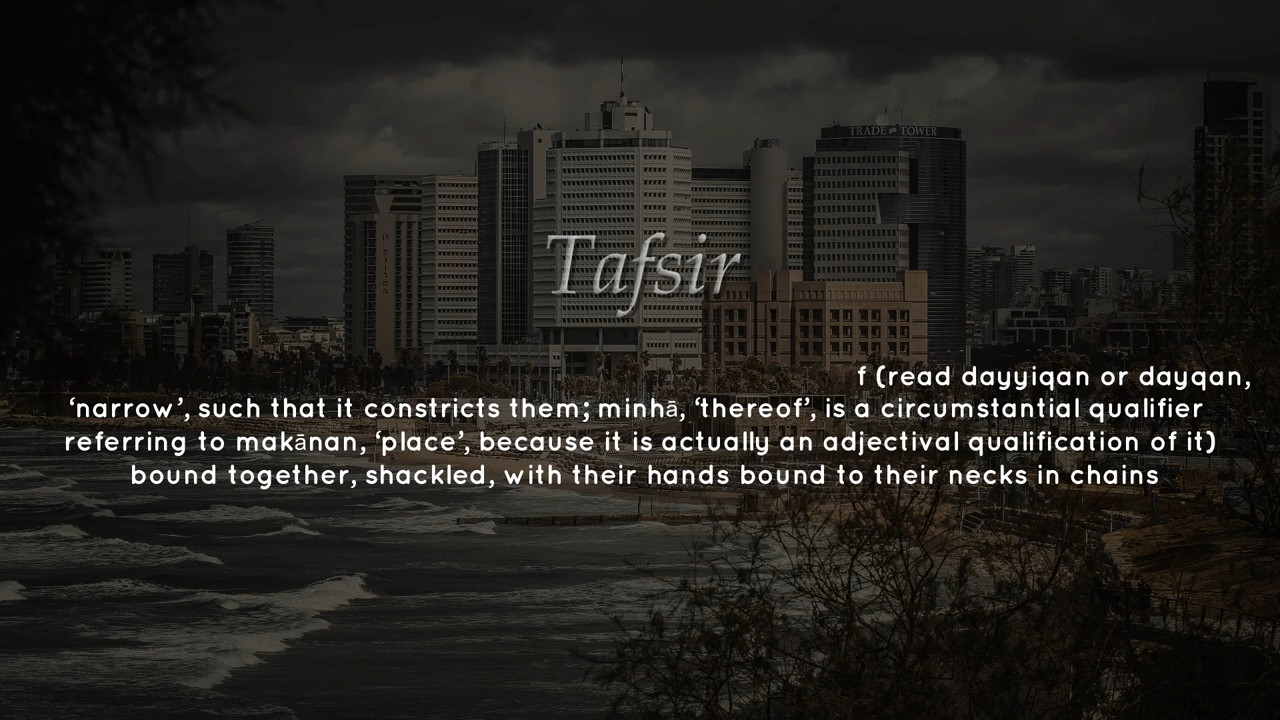 TRADE TOWER
Tafsir
f (read dayyiqan or dayqan,
‘narrow’, such that it constricts them; minhā, ‘thereof’, is a circumstantial qualifier
referring to makānan, ‘place’, because it is actually an adjectival qualification of it)
bound together, shackled, with their hands bound to their necks in chains